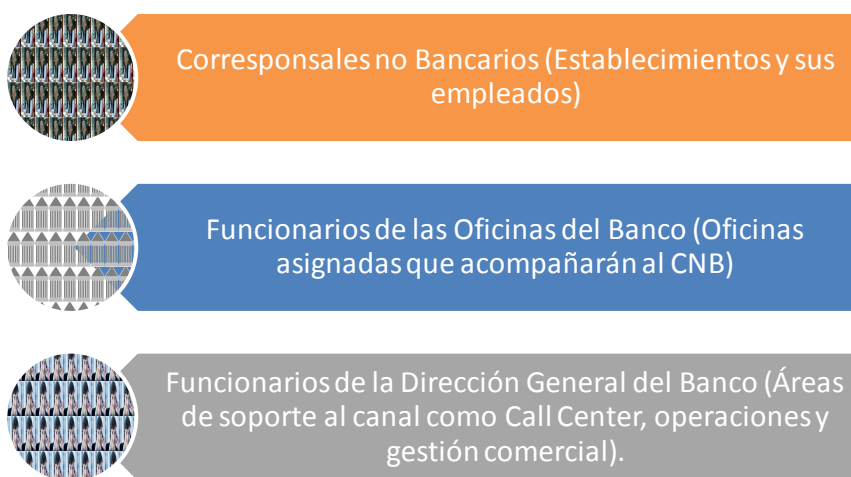 Corresponsales no Bancarios (Establecimientos y sus
empleados)
Funcionarios de las Oficinas del Banco (Oficinas
asignadas que acompañarán al CNB)
Funcionarios de la Dirección General del Banco (Áreas
de soporte al canal como Call Center, operaciones y
gestión comercial).